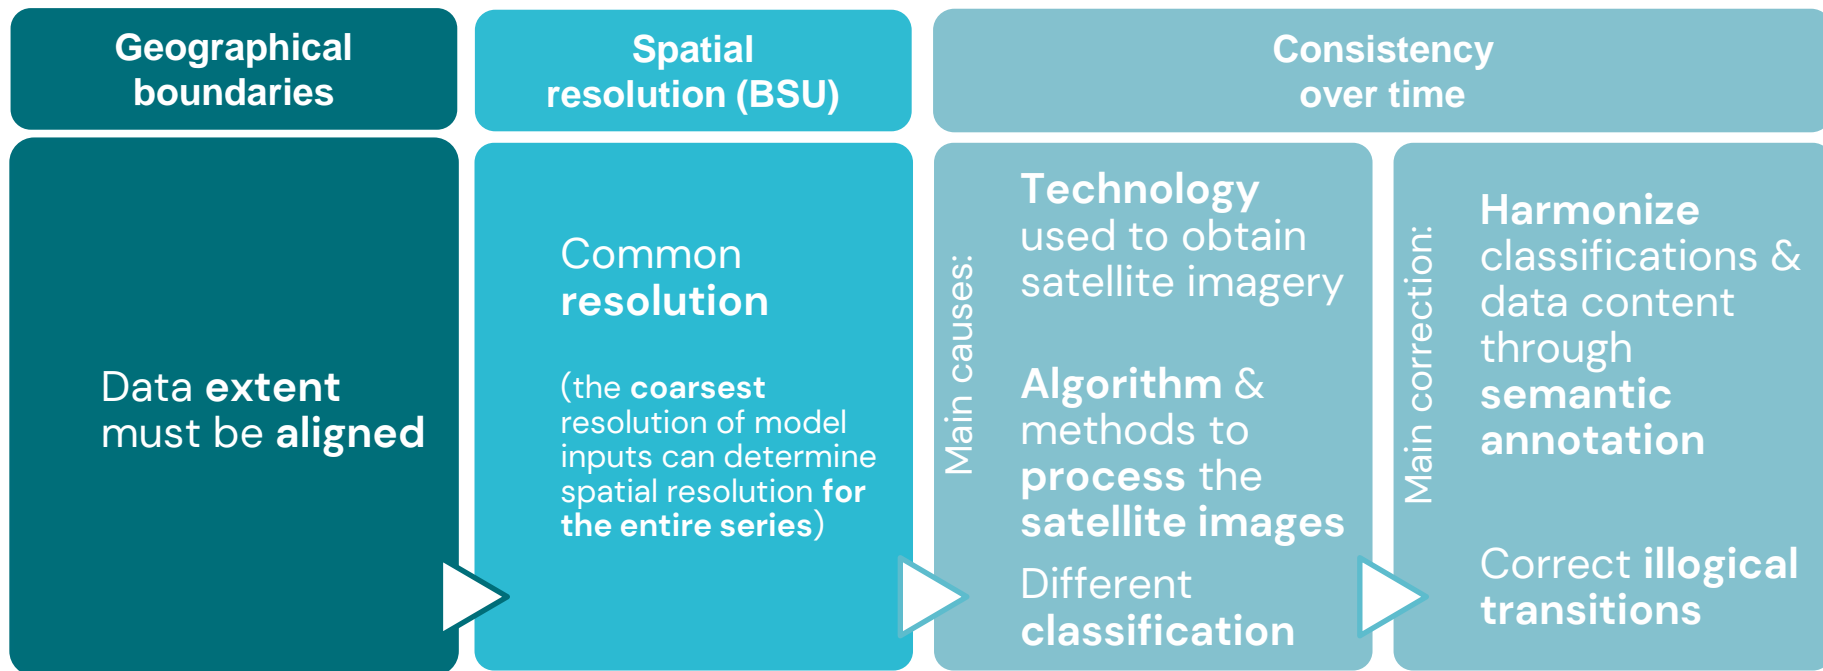 Geographical
boundaries
Data extent
must be aligned
Spatial
resolution (BSU)
Common
resolution
(the coarsest
resolution of model
inputs can determine
spatial resolution for
the entire series)
Consistency
over time
Main causes:
Technology
used to obtain
satellite imagery
Algorithm &
methods to
process the
satellite images
Different
classification
Main correction:
Harmonize
classifications &
data content
through
semantic
annotation
Correct illogical
transitions